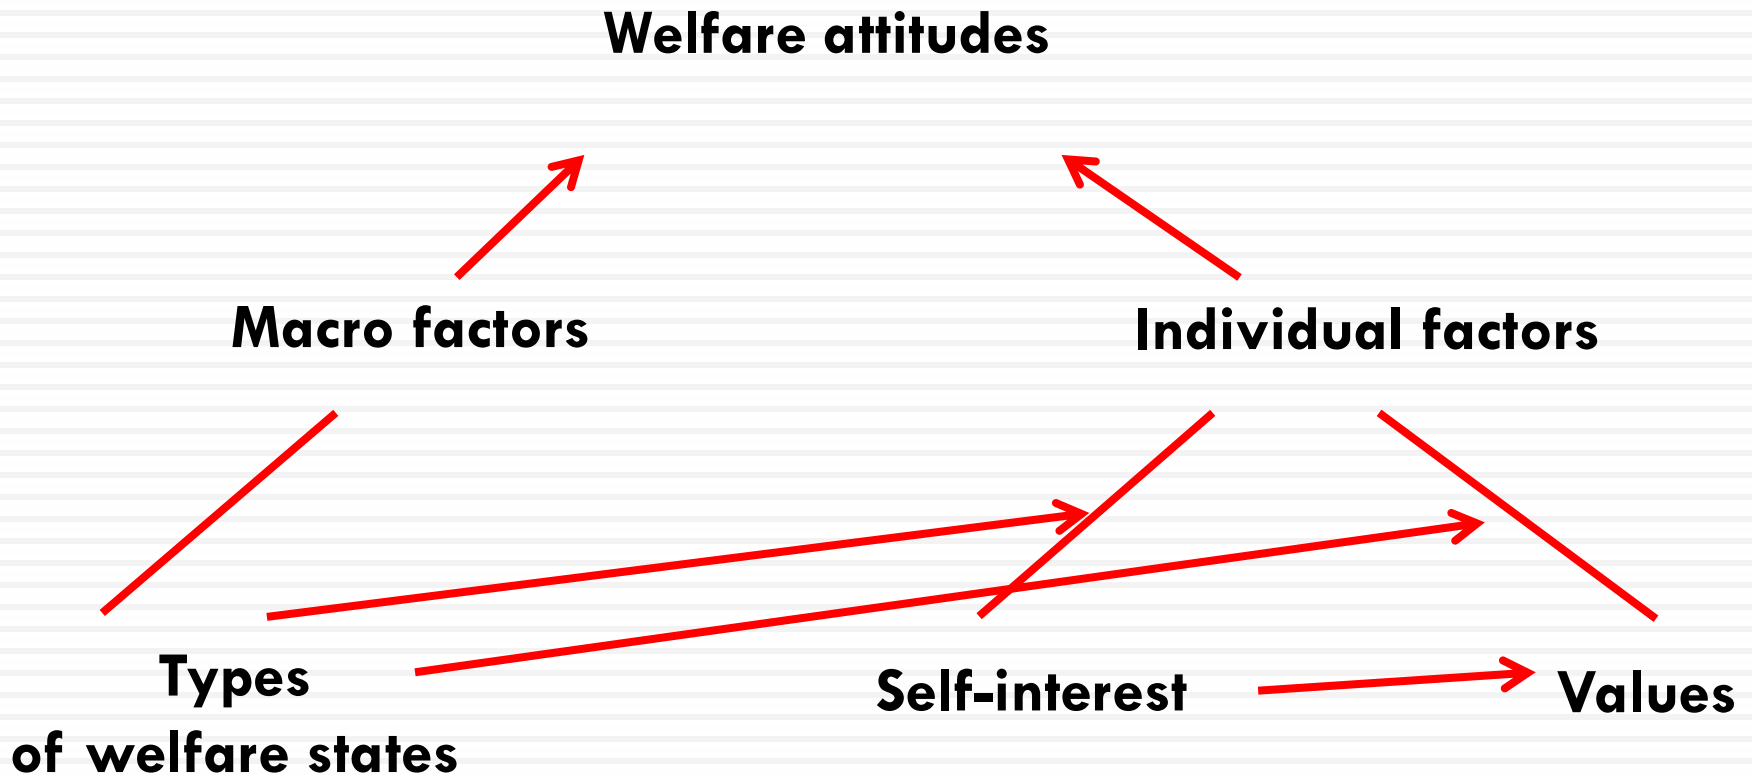 Welfare attitudes
Macro factors
Individual factors
Types
of welfare states
Self-interest
Values